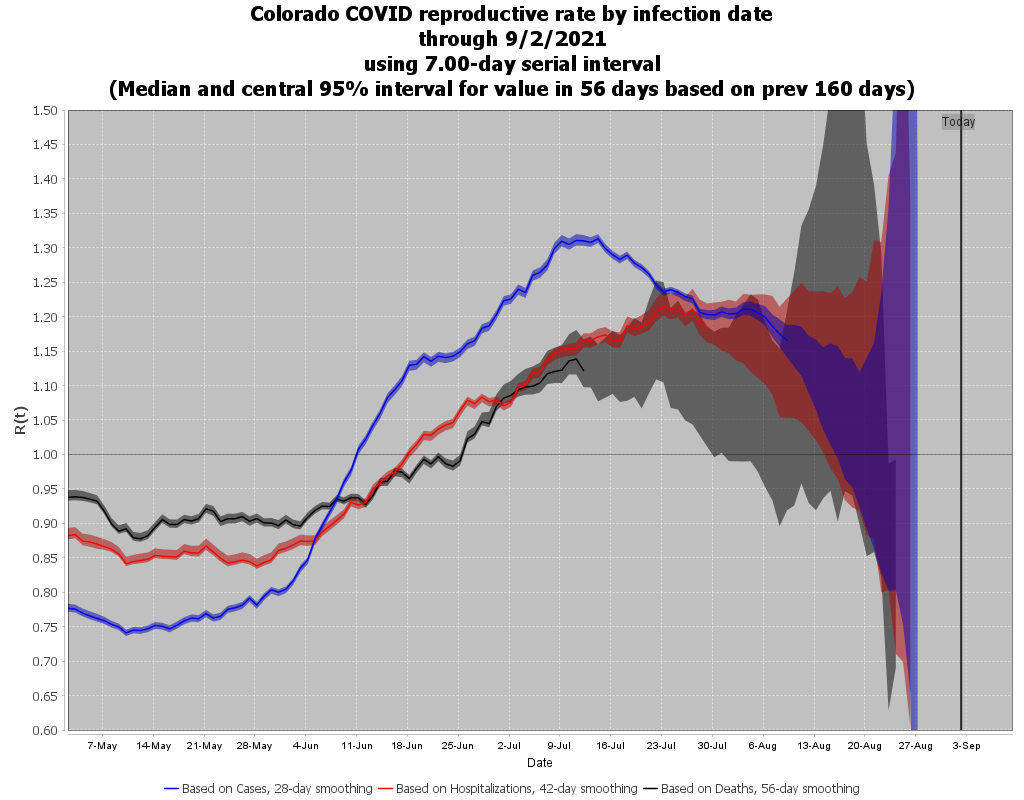 Colorado COVID reproductive rate by infection date
through 9/2/2021
using 7.00-day serial interval
(Median and central 95% interval for value in 56 days based on prev 160 days)
Today
1.50
1.45
1.40
1.35
1.30
1.25
1.20
1.15
1.10
1.05
1.00
0.95
0.90
0.85
0.80
0.75
0.70
0.65
0.60
R(t)
7-May 14-May 21-May 28-May 4-Jun 11-Jun 18-Jun 25-Jun 2-Jul 9-Jul 16-Jul 23-Jul 30-Jul 6-Aug 13-Aug 20-Aug 27-Aug 3-Sep
Date
Based on Cases, 28-day smoothing Based on Hospitalizations, 42-day smoothing Based on Deaths, 56-day smoothing